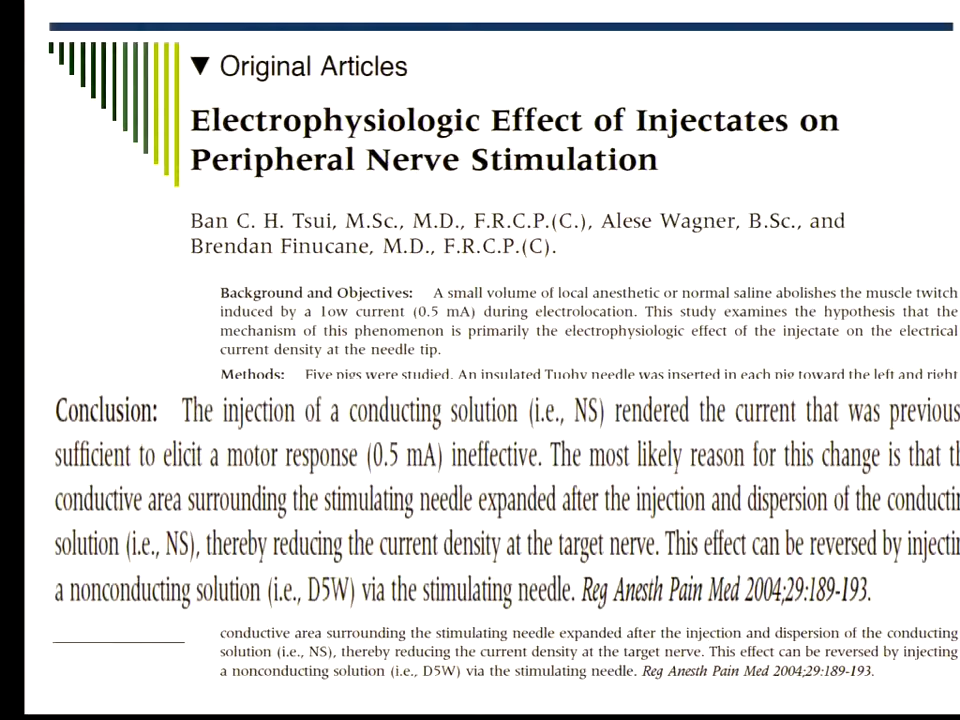 ▼ Original Articles
Electrophysiologic Effect of Injectates on
Peripheral Nerve Stimulation
Ban C. H. Tsui, M.Sc., M.D., F.R.C.P.(C.), Alese Wagner, B.Sc., and
Brendan Finucane, M.D., F.R.C.P.(C).
Background and Objectives: A small volume of local anesthetic or normal saline abolishes the muscle twitch
induced by a low current (0.5 mA) during electrolocation. This study examines the hypothesis that the
mechanism of this phenomenon is primarily the electrophysiologic effect of the injectate on the electrical
current density at the needle tip.
Methods: Five pigs were studied. An insulated Tuohy needle was inserted in each pig toward the left and right
Conclusion: The injection of a conducting solution (i.e., NS) rendered the current that was previous
sufficient to elicit a motor response (0.5 mA) ineffective. The most likely reason for this change is that th
conductive area surrounding the stimulating needle expanded after the injection and dispersion of the conductin
solution (i.e., NS), thereby reducing the current density at the target nerve. This effect can be reversed by injectin
a nonconducting solution (i.e., D5W) via the stimulating needle. Reg Anesth Pain Med 2004;29:189-193.
conductive area surrounding the stimulating needle expanded after the injection and dispersion of the conducting
solution (i.e., NS), thereby reducing the current density at the target nerve. This effect can be reversed by injecting
a nonconducting solution (i.e., D5W) via the stimulating needle. Reg Anesth Pain Med 2004;29:189-193.